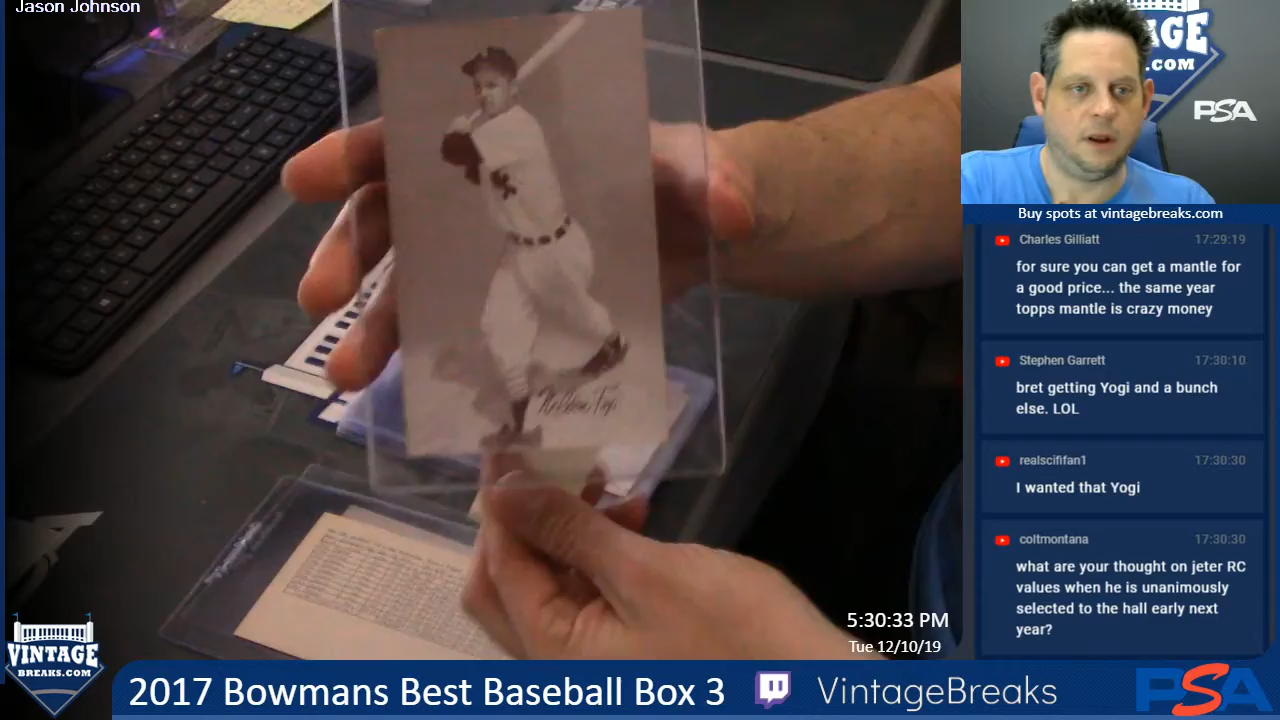 Jason Johnson
AGE
.COM
PSA
Buy spots at vintagebreaks.com
Charles Gilliatt 17:29:19
for sure you can get a mantle for
a good price... the same year
topps mantle is crazy money
Stephen Garrett 17:30:10
bret getting Yogi and a bunch
else. LOL
realscififan1 17:30:30
I wanted that Yogi
coltmontana 17:30:30
what are your thought on jeter RC
values when he is unanimously
selected to the hall early next
year?
Nelson Fox
5:30:33 PM
Tue 12/10/19
VINTAGE
BREAKS.COM
2017 Bowmans Best Baseball Box 3
VintageBreaks
PSA